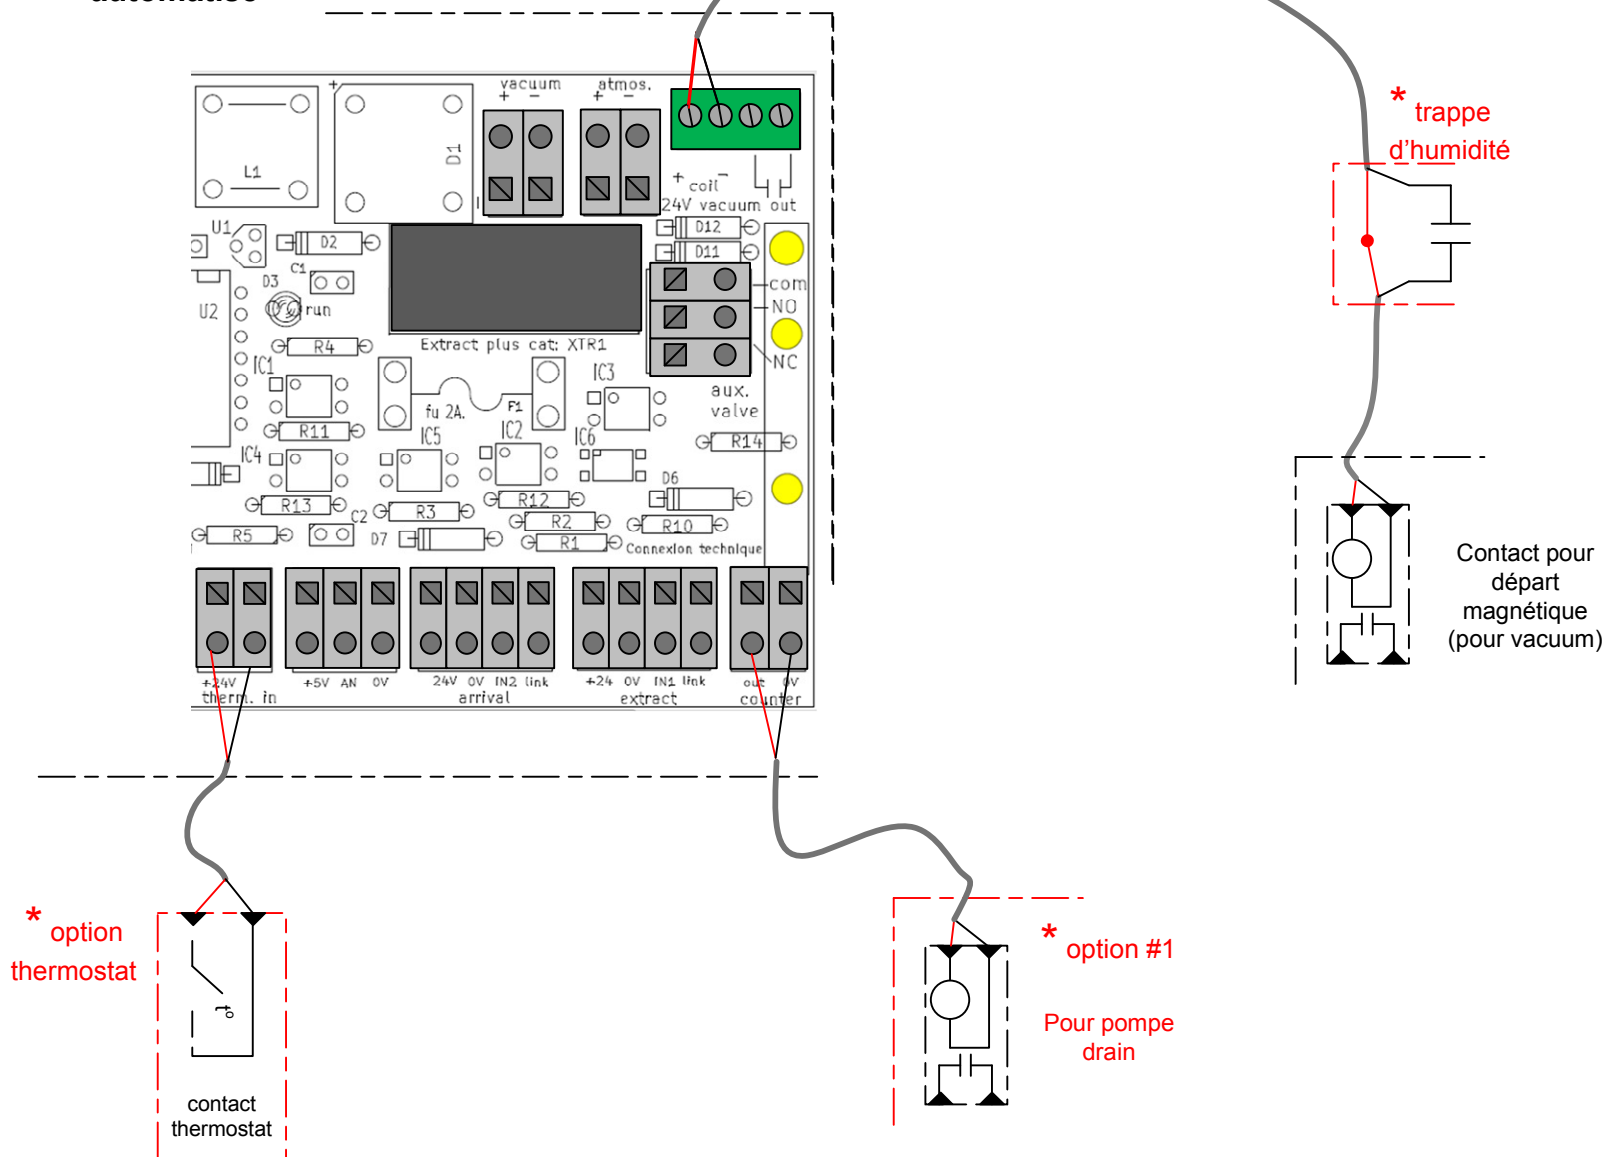 vacuum
+ −
atmos.
+ −
+ coil −
24V vacuum out
+
L1
D1
U1
D2
C1
D3
run
U2
D12
D11
com
NO
NC
aux.
valve
Extract plus cat: XTR1
R4
IC1
R11
fu 2A.
F1
IC3
IC5
IC2
IC6
R14
IC4
R13
R3
R12
D6
R5
C2
D7
R2
R10
R1
Connexion technique
+24V
therm. in
+5V AN 0V
24V 0V IN2 link
arrival
+24 0V IN1 link
extract
out 0V
counter
* trappe
d'humidité
Contact pour
départ
magnétique
(pour vacuum)
* option
thermostat
t°
contact
thermostat
* option #1
Pour pompe
drain